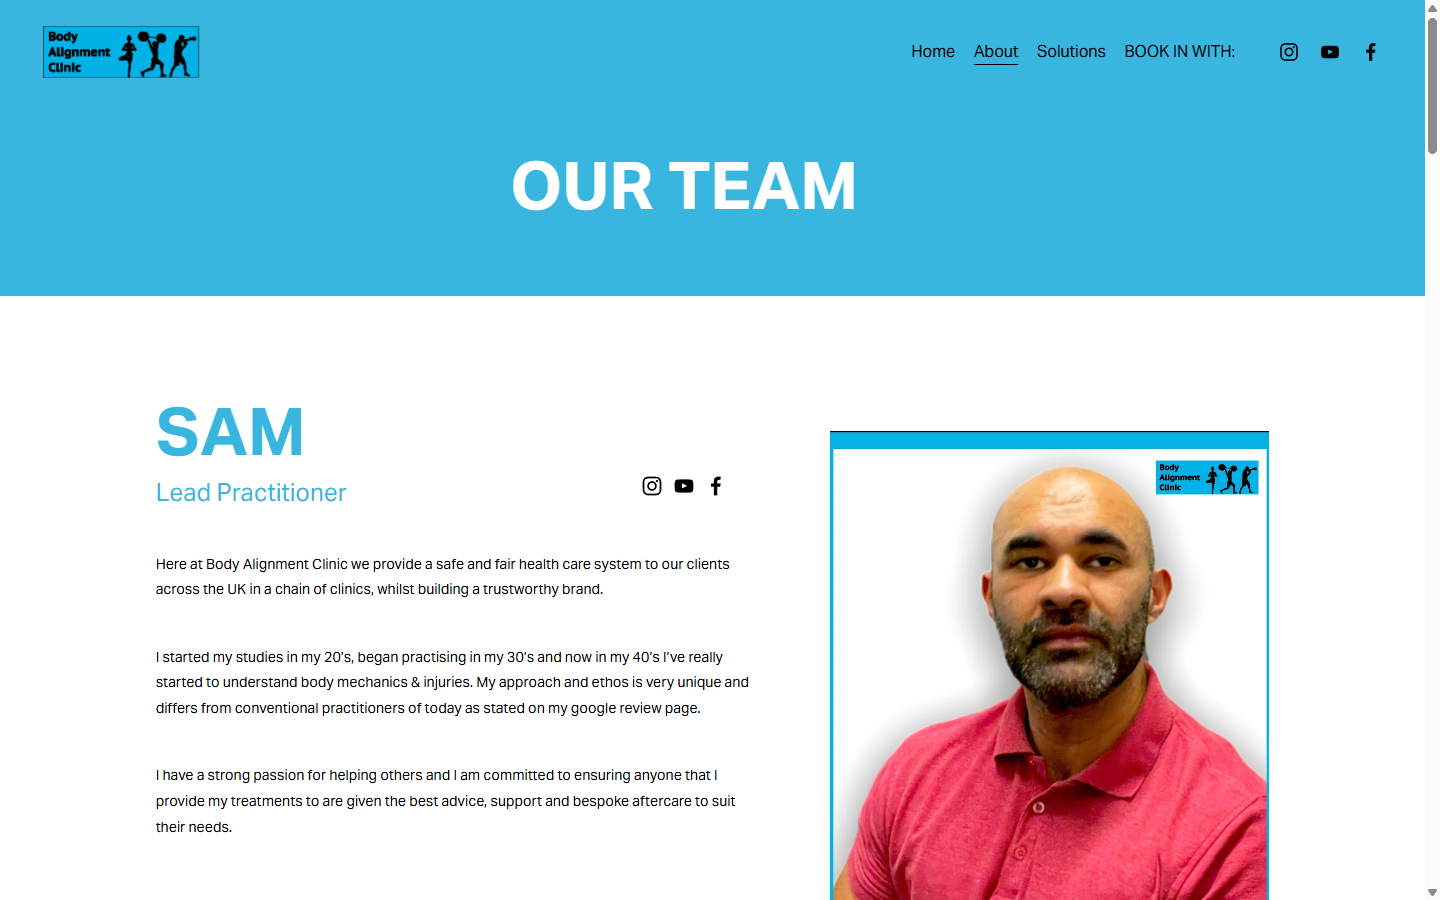 Body
Alignment
Clinic
Home About Solutions BOOK IN WITH:
OUR TEAM
SAM
Lead Practitioner
Here at Body Alignment Clinic we provide a safe and fair health care system to our clients
across the UK in a chain of clinics, whilst building a trustworthy brand.
I started my studies in my 20’s, began practising in my 30’s and now in my 40’s I’ve really
started to understand body mechanics & injuries. My approach and ethos is very unique and
differs from conventional practitioners of today as stated on my google review page.
I have a strong passion for helping others and I am committed to ensuring anyone that I
provide my treatments to are given the best advice, support and bespoke aftercare to suit
their needs.
Body
Alignment
Clinic